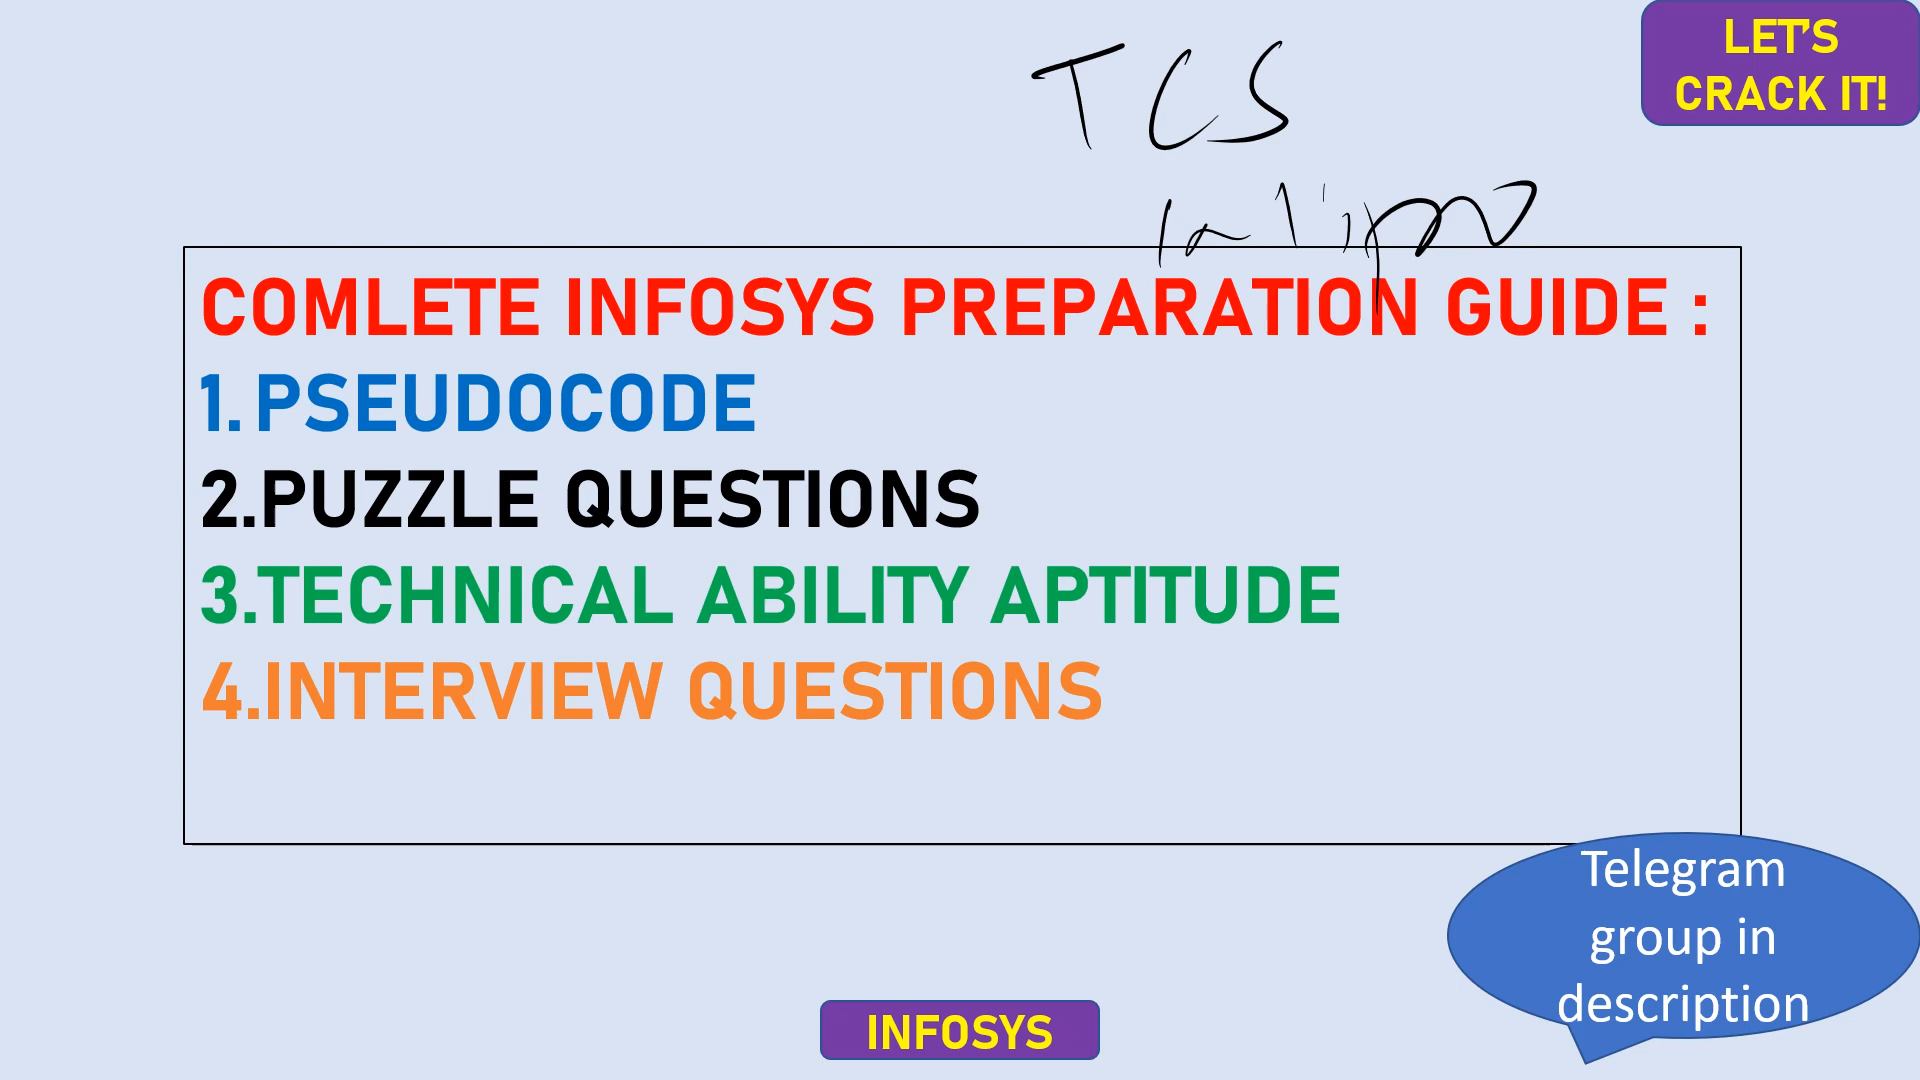 LET'S
CRACK IT!
TCS
COMLETE INFOSYS PREPARATION GUIDE :
1. PSEUDOCODE
2.PUZZLE QUESTIONS
3.TECHNICAL ABILITY APTITUDE
4.INTERVIEW QUESTIONS
Telegram
group in
description
INFOSYS